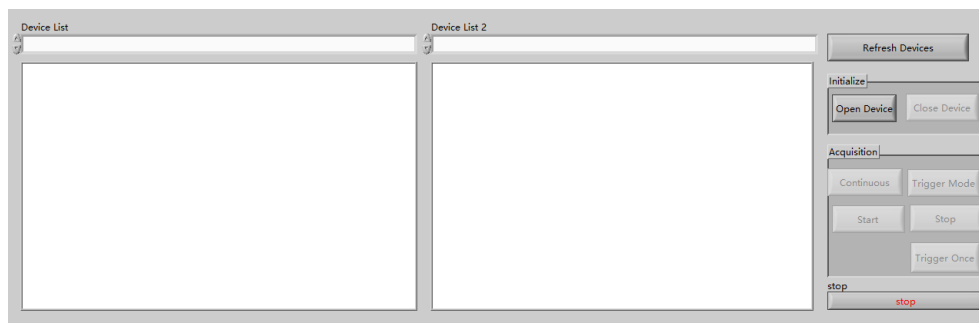 Device List
Device List 2
Refresh Devices
Initialize
Open Device
Close Device
Acquisition
Continuous
Trigger Mode
Start
Stop
Trigger Once
stop
stop